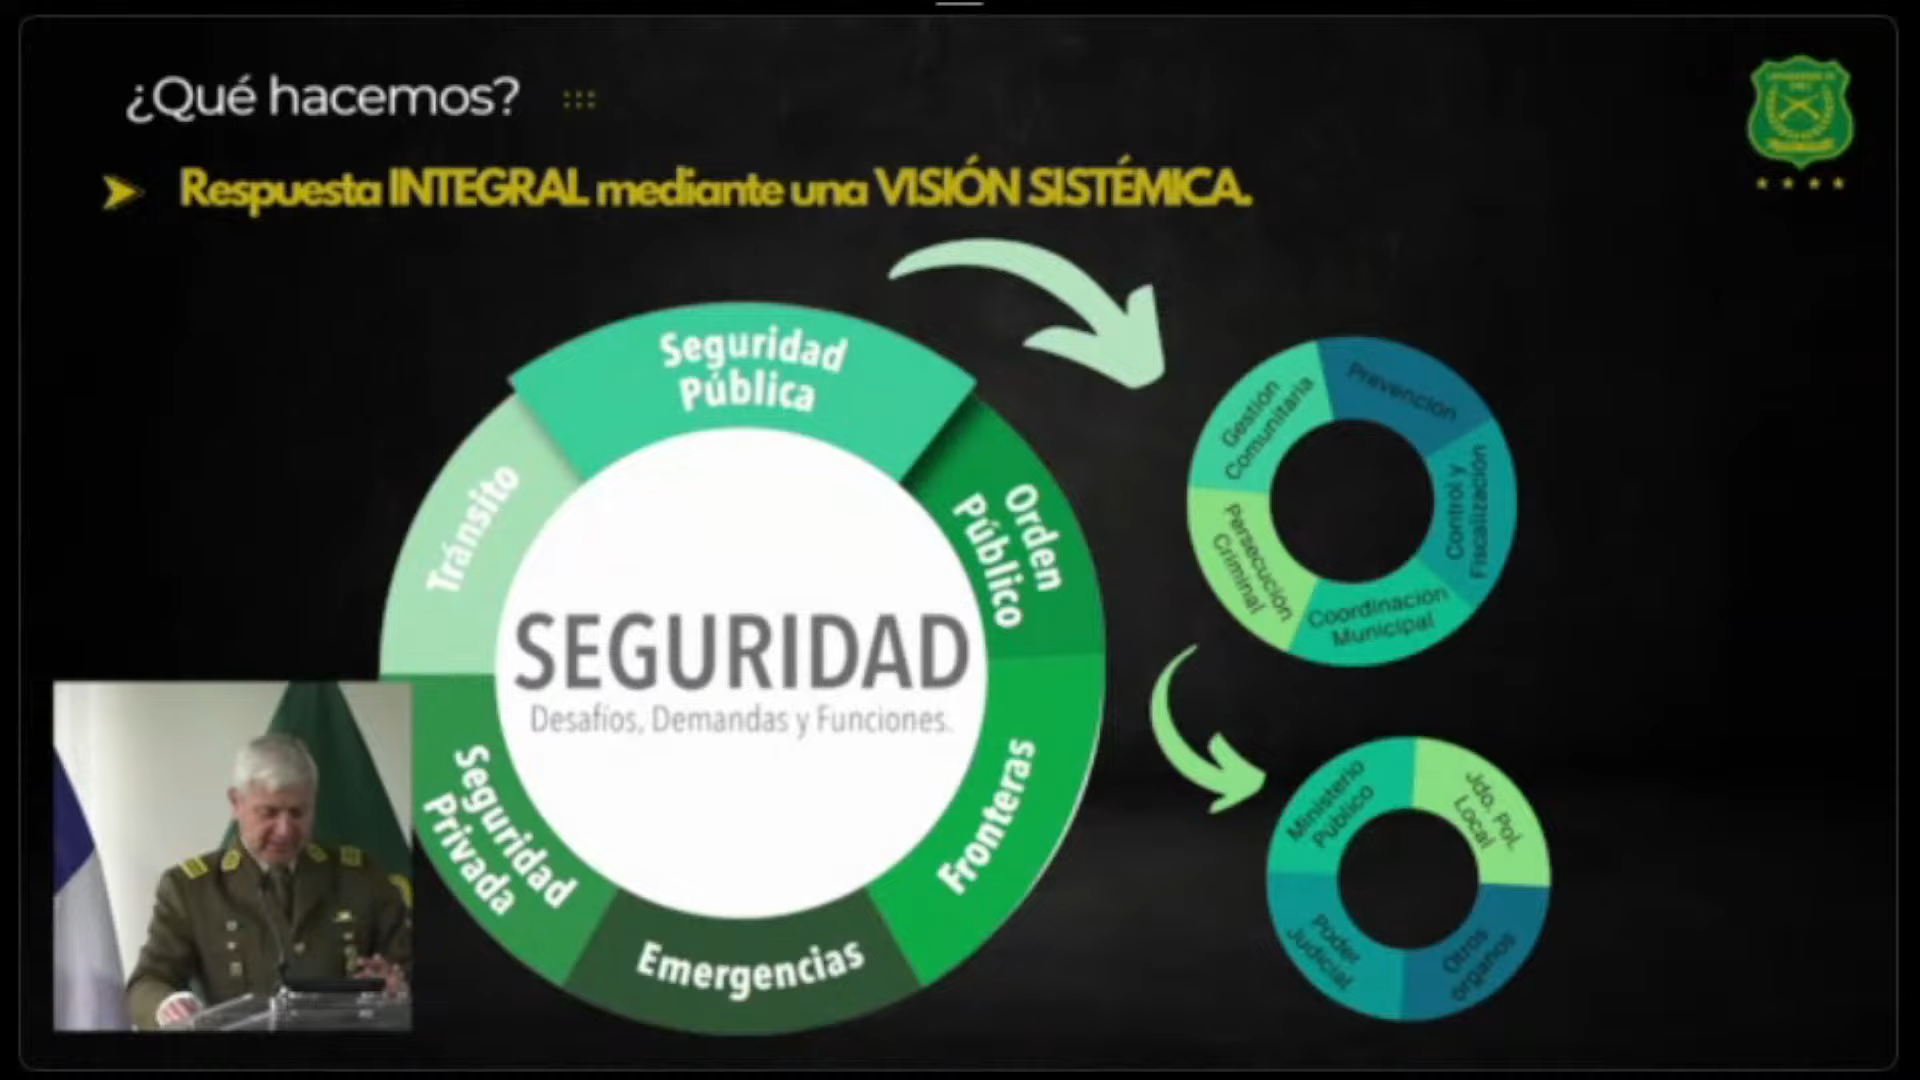 ¿Qué hacemos?
Respuesta INTEGRAL mediante una VISIÓN SISTÉMICA.
Seguridad
Pública
Orden
Público
Fronteras
Emergencias
Seguridad
Privada
Tránsito
SEGURIDAD
Desafíos, Demandas y Funciones.
Prevención
Control y
Fiscalización
Coordinación
Municipal
Persecución
Criminal
Gestión
Comunitaria
Ministerio
Público
Jdo. Pol.
Local
Otros
órganos
Poder
Judicial